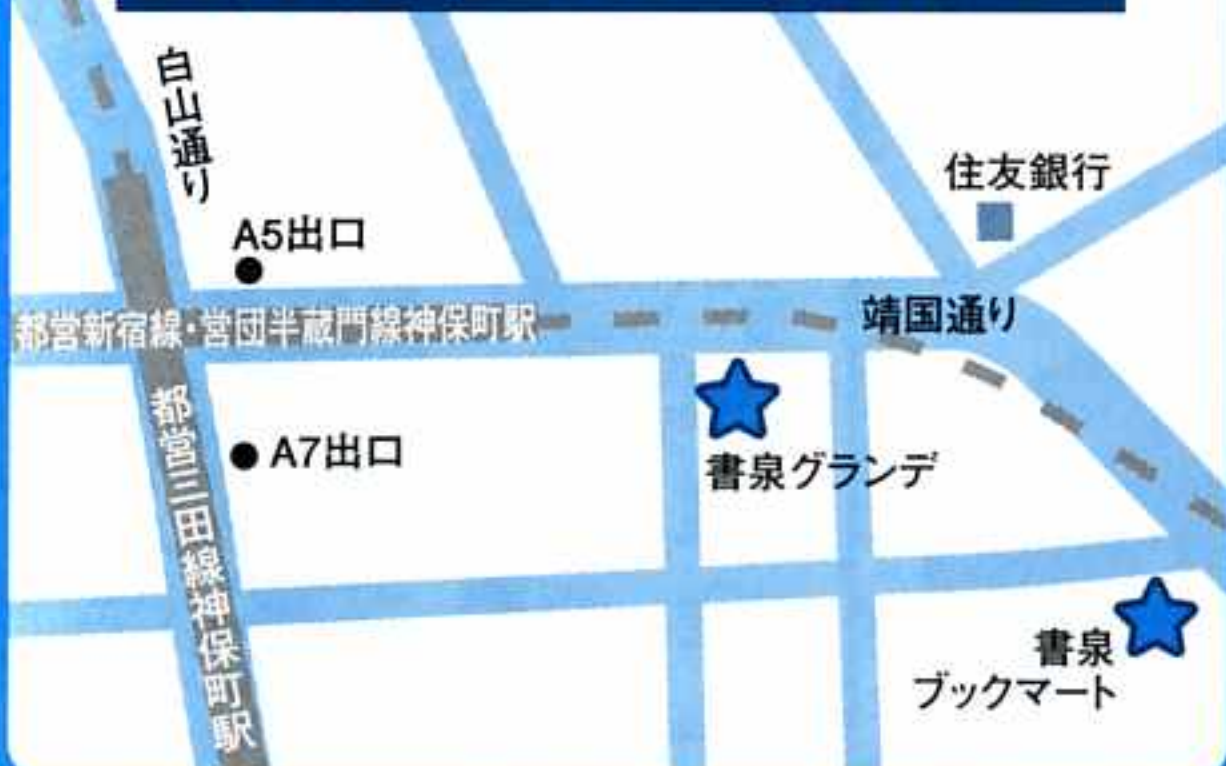 白山通り
住友銀行
A5出口
都営新宿線・営団半蔵門線神保町駅
靖国通り
都営三田線神保町駅
A7出口
書泉グランデ
書泉
ブックマート